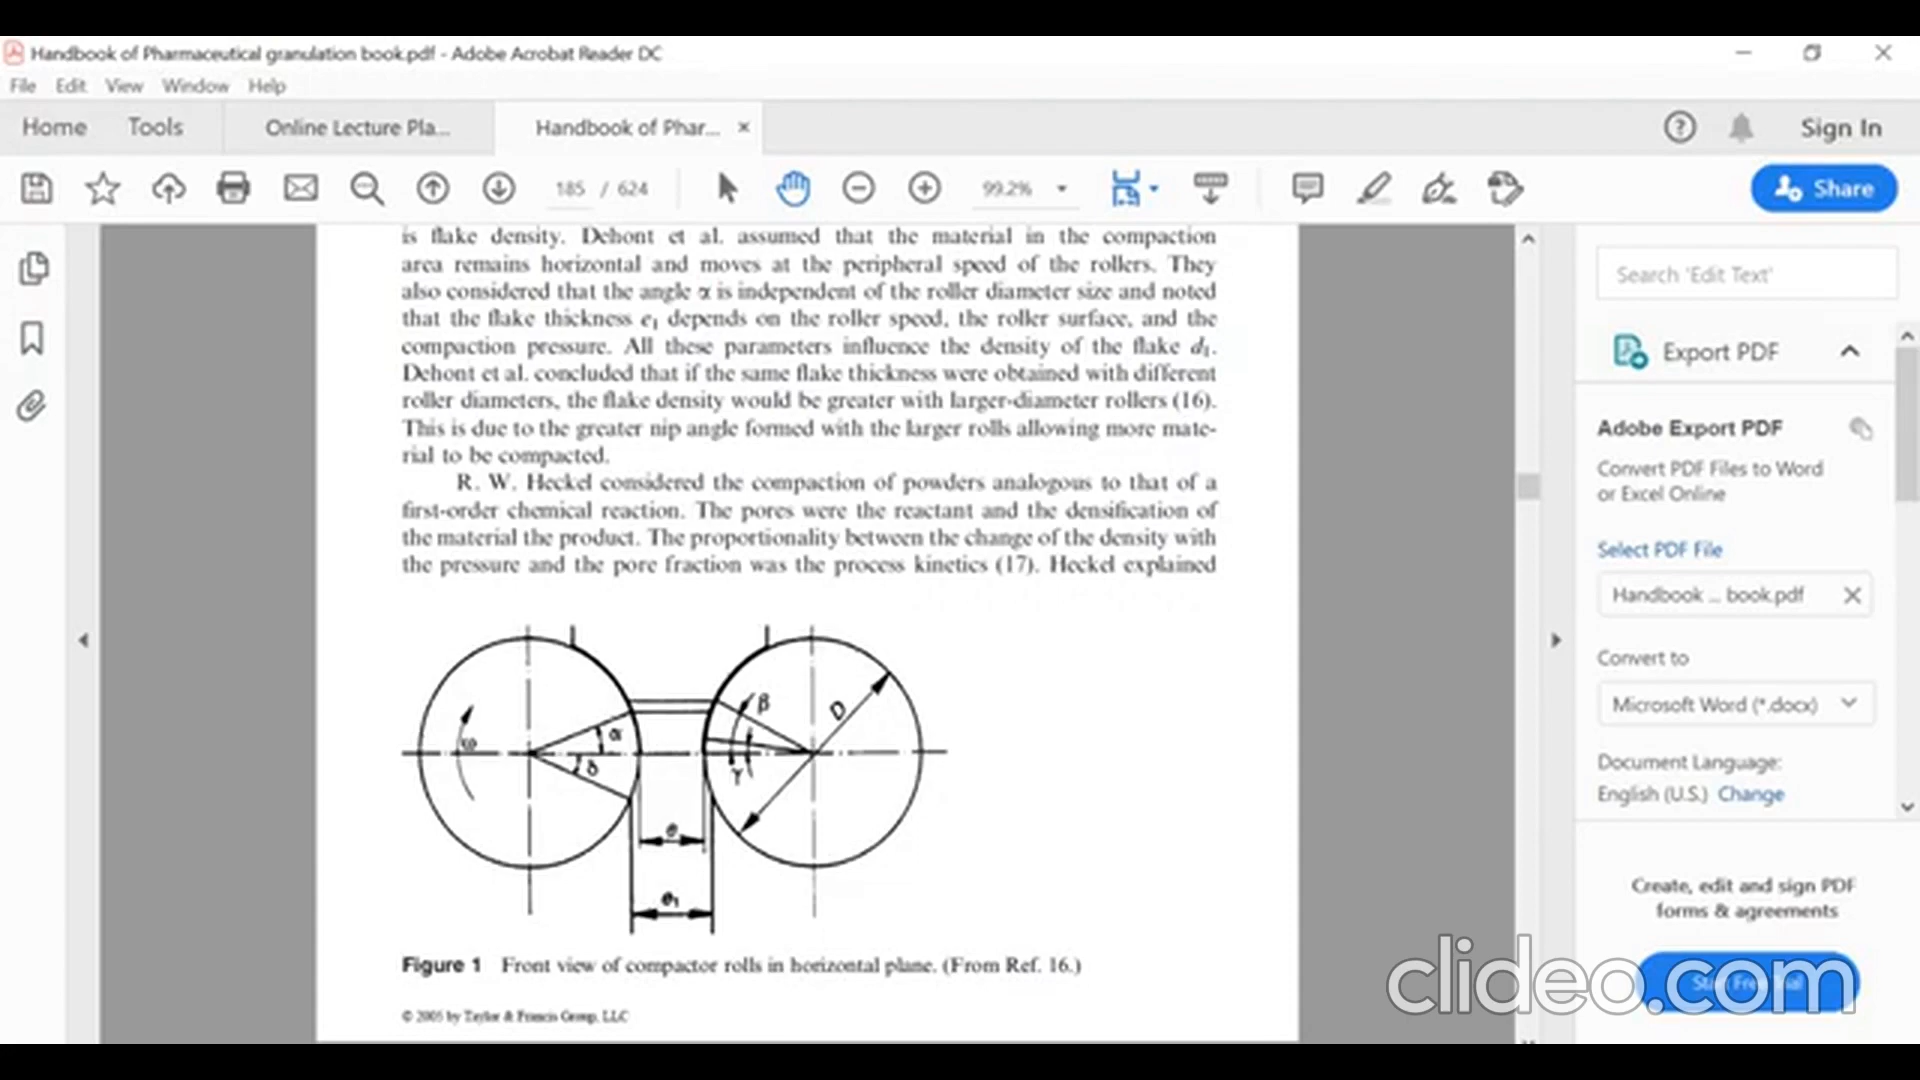 Handbook of Pharmaceutical granulation book.pdf - Adobe Acrobat Reader DC
File Edit View Window Help
Home Tools Online Lecture Pla... Handbook of Phar... × Sign In
185 / 624 99.2% Share
is flake density. Dehont et al. assumed that the material in the compaction
area remains horizontal and moves at the peripheral speed of the rollers. They
also considered that the angle α is independent of the roller diameter size and noted
that the flake thickness e₁ depends on the roller speed, the roller surface, and the
compaction pressure. All these parameters influence the density of the flake d₁.
Dehont et al. concluded that if the same flake thickness were obtained with different
roller diameters, the flake density would be greater with larger-diameter rollers (16).
This is due to the greater nip angle formed with the larger rolls allowing more mate-
rial to be compacted.
R. W. Heckel considered the compaction of powders analogous to that of a
first-order chemical reaction. The pores were the reactant and the densification of
the material the product. The proportionality between the change of the density with
the pressure and the pore fraction was the process kinetics (17). Heckel explained
β D
ω α
δ γ
e
e₁
Figure 1 Front view of compactor rolls in horizontal plane. (From Ref. 16.)
© 2005 by Taylor & Francis Group, LLC
Search 'Edit Text'
Export PDF
Adobe Export PDF
Convert PDF Files to Word
or Excel Online
Select PDF File
Handbook ... book.pdf
Convert to
Microsoft Word (*.docx)
Document Language:
English (U.S.) Change
Create, edit and sign PDF
forms & agreements
Start Free Trial
clideo.com